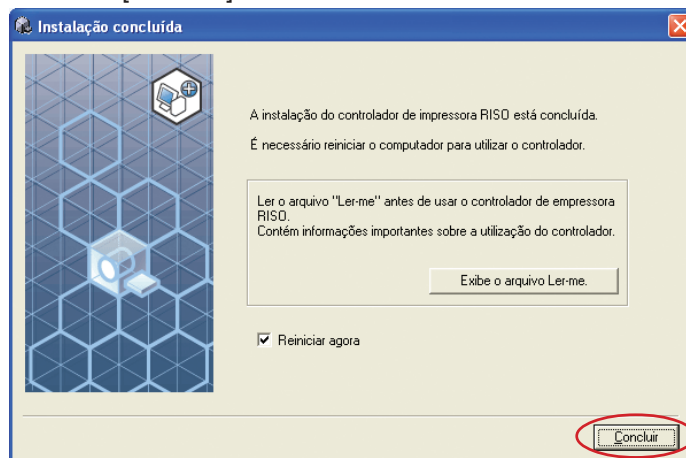 Instalação concluída
A instalação do controlador de impressora RISO está concluída.
É necessário reiniciar o computador para utilizar o controlador.
Ler o arquivo "Ler-me" antes de usar o controlador de empressora
RISO.
Contém informações importantes sobre a utilização do controlador.
Exibe o arquivo Ler-me.
Reiniciar agora
Concluir